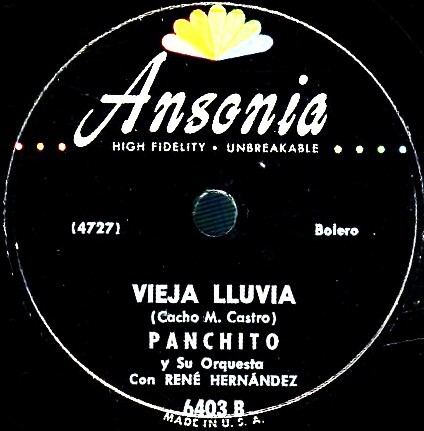 Ansonia
HIGH FIDELITY • UNBREAKABLE
(4727) Bolero
VIEJA LLUVIA
(Cacho M. Castro)
PANCHITO
y Su Orquesta
Con RENÉ HERNÁNDEZ
6403 B
MADE IN U. S. A.